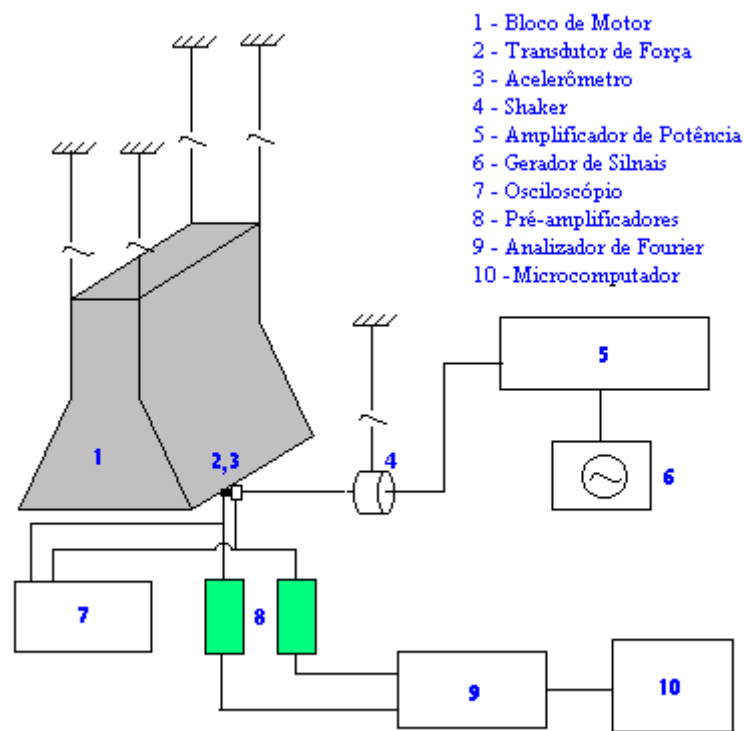 1 - Bloco de Motor
2 - Transdutor de Força
3 - Acelerômetro
4 - Shaker
5 - Amplificador de Potência
6 - Gerador de Silnais
7 - Osciloscópio
8 - Pré-amplificadores
9 - Analizador de Fourier
10 -Microcomputador
5
1
2,3
4
6
7
8
9
10